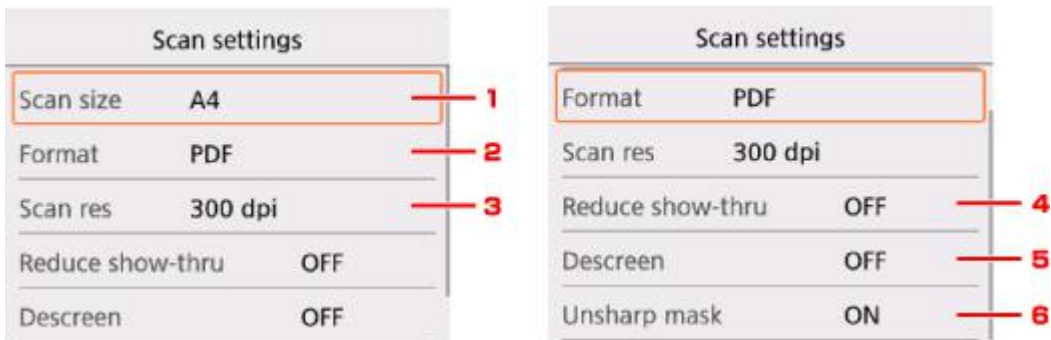 Scan settings
Scan size A4 1
Format PDF 2
Scan res 300 dpi 3
Reduce show-thru OFF
Descreen OFF
Scan settings
Format PDF
Scan res 300 dpi
Reduce show-thru OFF 4
Descreen OFF 5
Unsharp mask ON 6